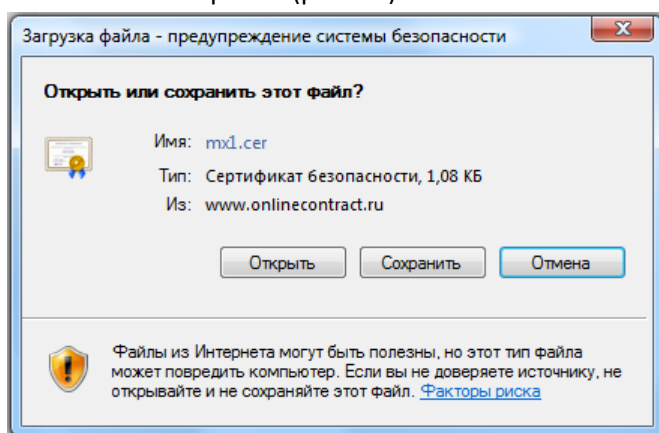 Загрузка файла - предупреждение системы безопасности
Открыть или сохранить этот файл?
Имя: mx1.cer
Тип: Сертификат безопасности, 1,08 КБ
Из: www.onlinecontract.ru
Открыть Сохранить Отмена
Файлы из Интернета могут быть полезны, но этот тип файла
может повредить компьютер. Если вы не доверяете источнику, не
открывайте и не сохраняйте этот файл. Факторы риска